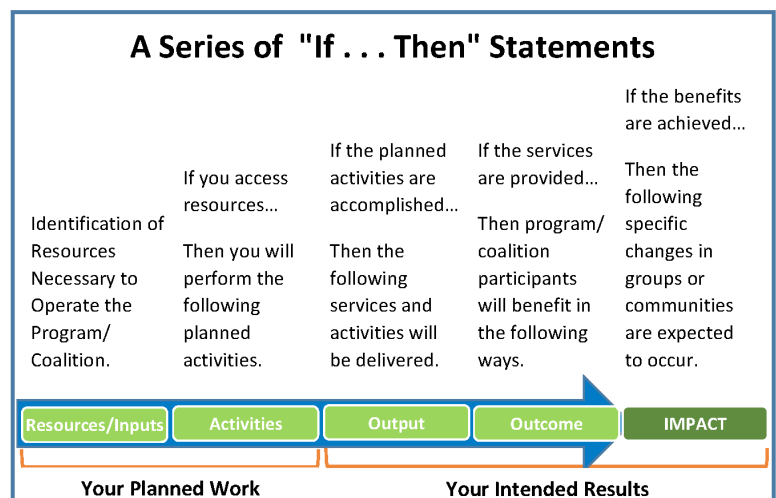 A Series of "If . . . Then" Statements
Identification of
Resources
Necessary to
Operate the
Program/
Coalition.
If you access
resources…
Then you will
perform the
following
planned
activities.
If the planned
activities are
accomplished…
Then the
following
services and
activities will
be delivered.
If the services
are provided…
Then program/
coalition
participants
will benefit in
the following
ways.
If the benefits
are achieved…
Then the
following
specific
changes in
groups or
communities
are expected
to occur.
Resources/Inputs
Activities
Output
Outcome
IMPACT
Your Planned Work
Your Intended Results